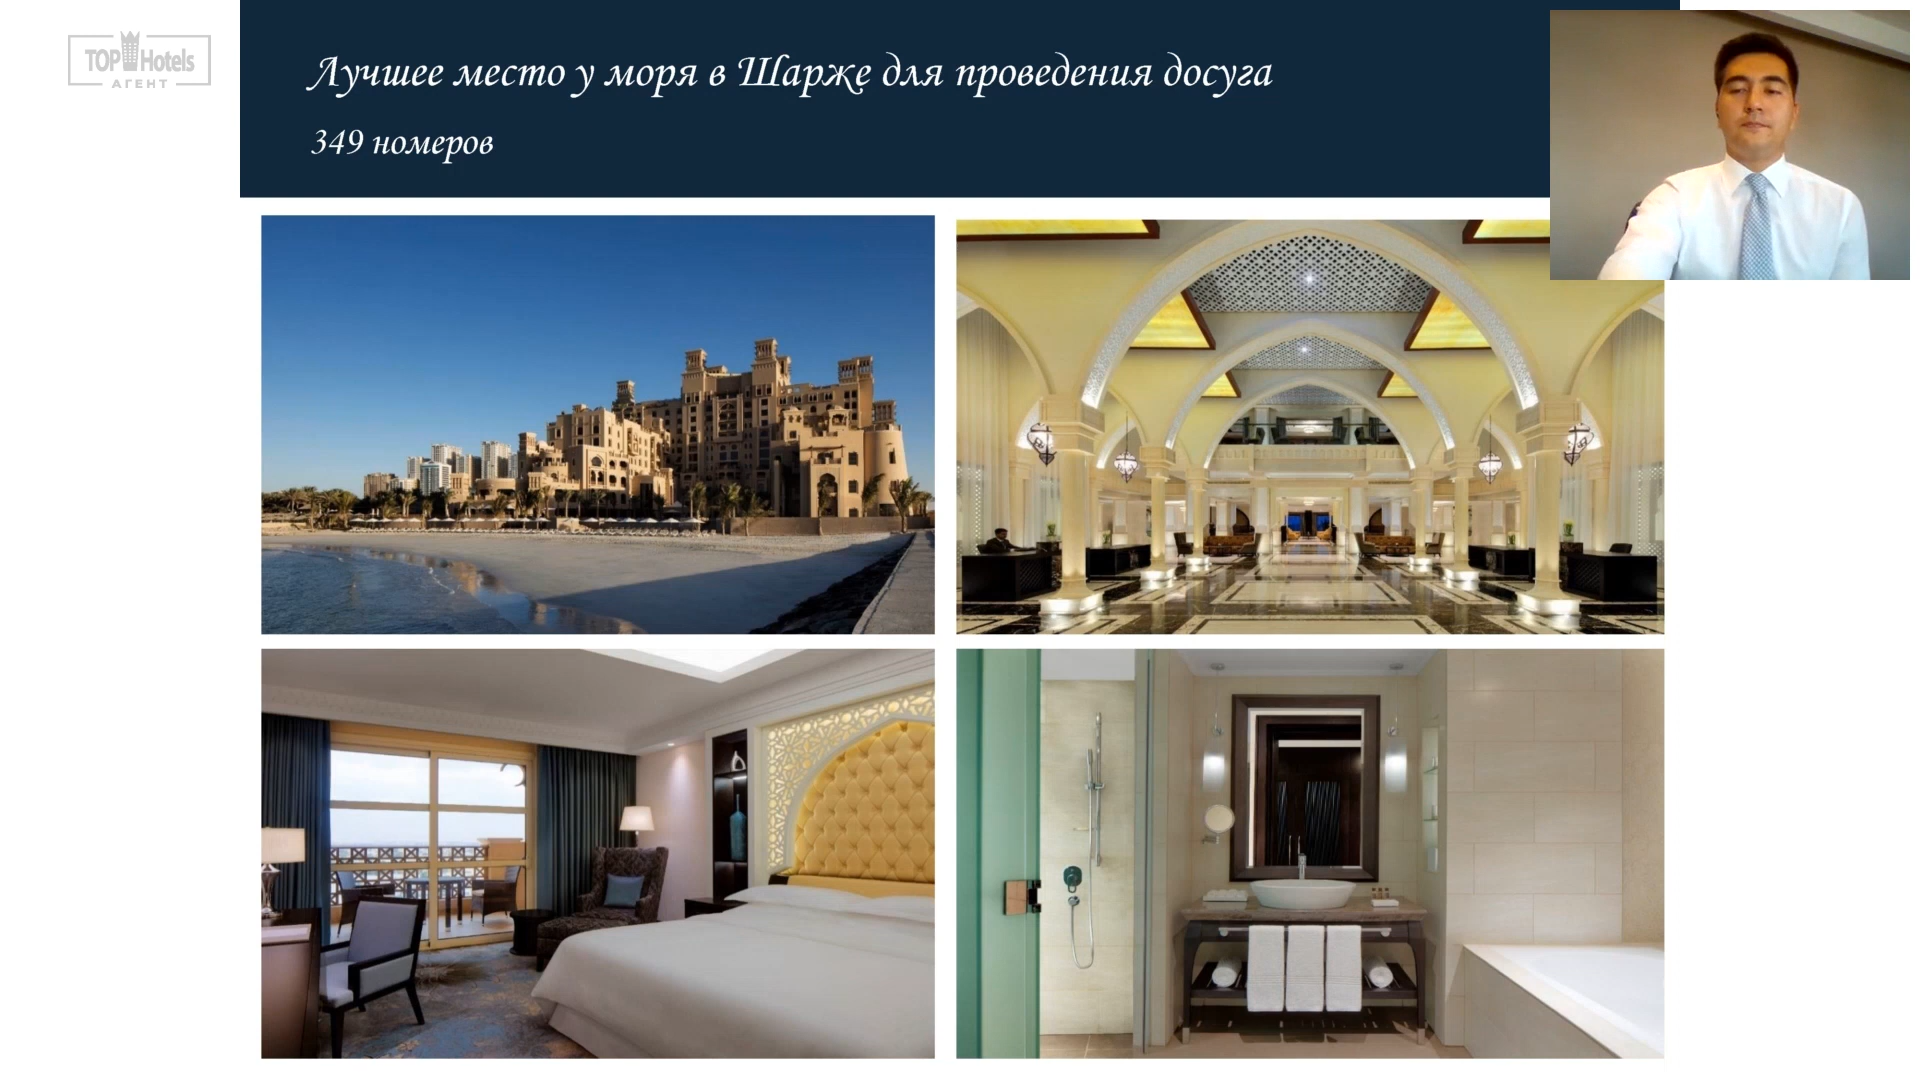 TOP Hotels
АГЕНТ
Лучшее место у моря в Шарже для проведения досуга
349 номеров